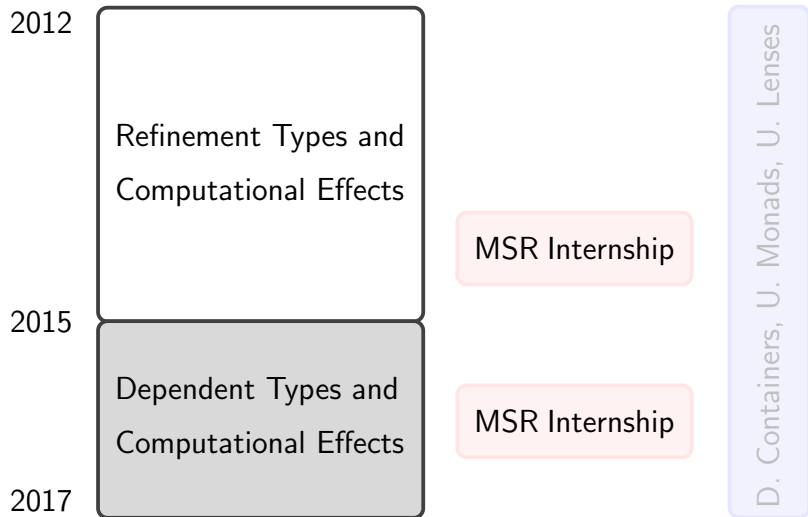 2012
Refinement Types and
Computational Effects
MSR Internship
2015
Dependent Types and
Computational Effects
MSR Internship
2017
D. Containers, U. Monads, U. Lenses